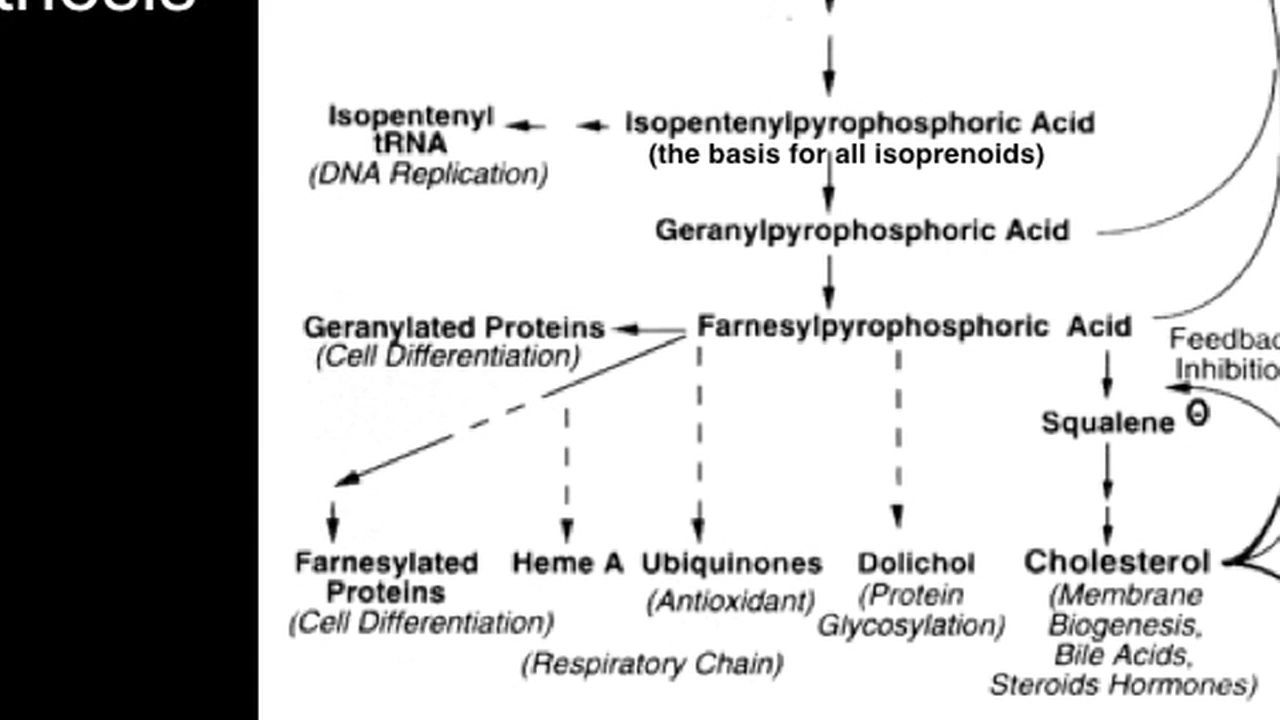 Isopentenyl
tRNA
(DNA Replication)
Isopentenylpyrophosphoric Acid
(the basis for all isoprenoids)
Geranylpyrophosphoric Acid
Geranylated Proteins
(Cell Differentiation)
Farnesylpyrophosphoric Acid
Squalene
Farnesylated
Proteins
(Cell Differentiation)
Heme A
Ubiquinones
(Antioxidant)
(Respiratory Chain)
Dolichol
(Protein
Glycosylation)
Cholesterol
(Membrane
Biogenesis,
Bile Acids,
Steroids Hormones)